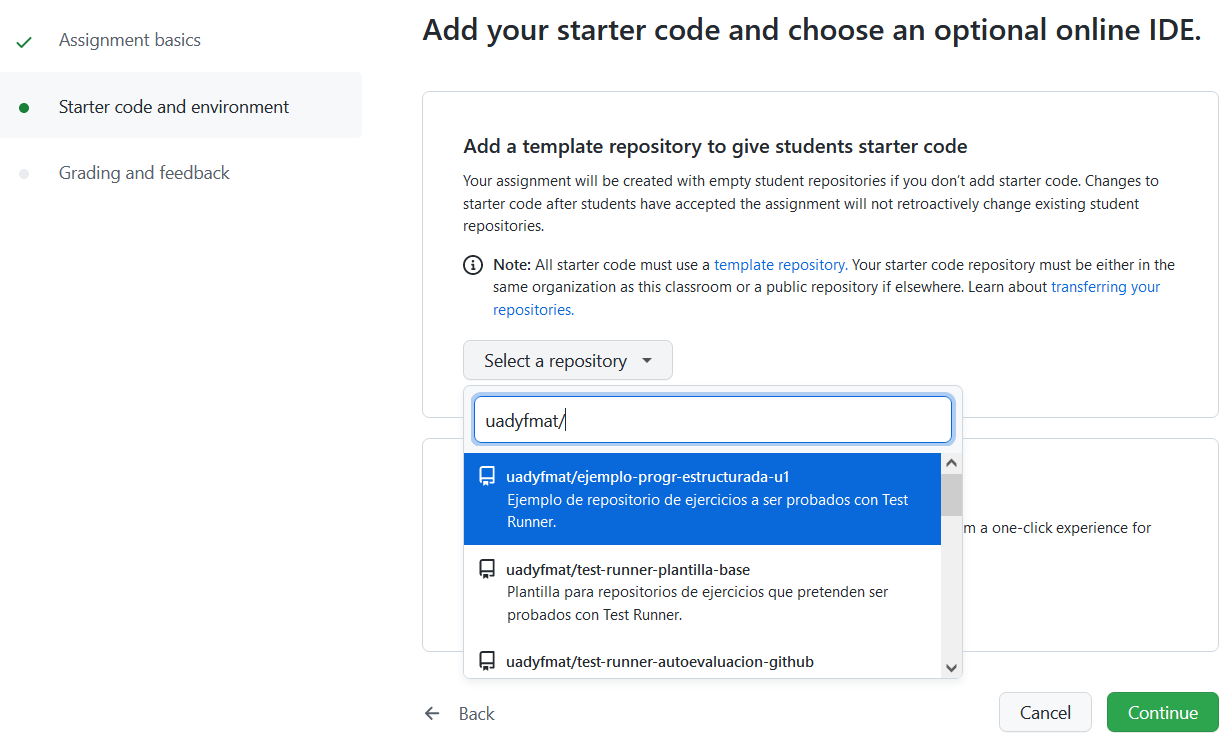 Assignment basics
Starter code and environment
Grading and feedback
Add your starter code and choose an optional online IDE.
Add a template repository to give students starter code
Your assignment will be created with empty student repositories if you don’t add starter code. Changes to
starter code after students have accepted the assignment will not retroactively change existing student
repositories.
Note: All starter code must use a template repository. Your starter code repository must be either in the
same organization as this classroom or a public repository if elsewhere. Learn about transferring your
repositories.
Select a repository
uadyfmat/
uadyfmat/ejemplo-progr-estructurada-u1
Ejemplo de repositorio de ejercicios a ser probados con Test
Runner.
m a one-click experience for
uadyfmat/test-runner-plantilla-base
Plantilla para repositorios de ejercicios que pretenden ser
probados con Test Runner.
uadyfmat/test-runner-autoevaluacion-github
Back
Cancel
Continue